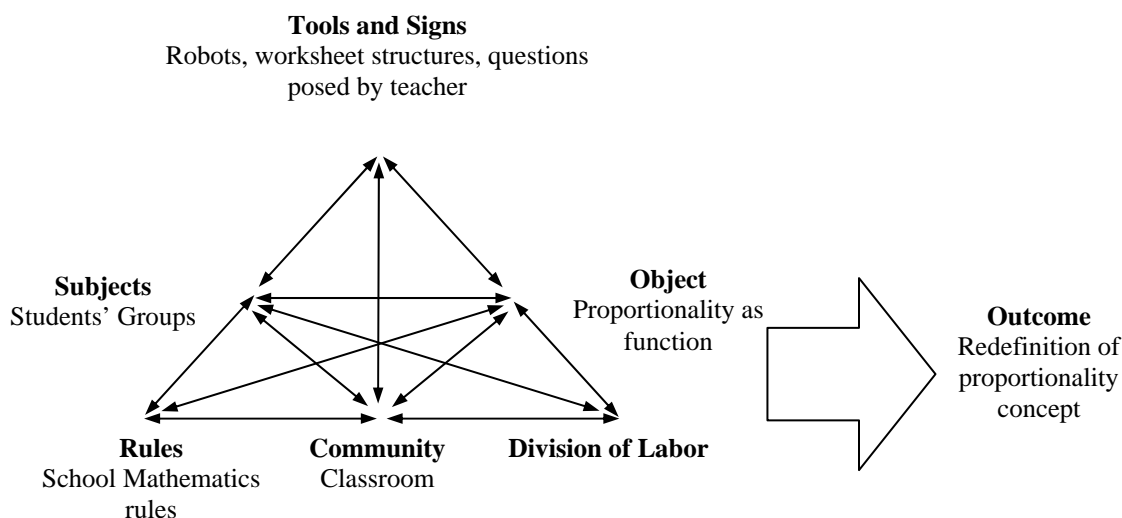 Tools and Signs
Robots, worksheet structures, questions
posed by teacher
Subjects
Students’ Groups
Object
Proportionality as
function
Outcome
Redefinition of
proportionality
concept
Rules
School Mathematics
rules
Community
Classroom
Division of Labor